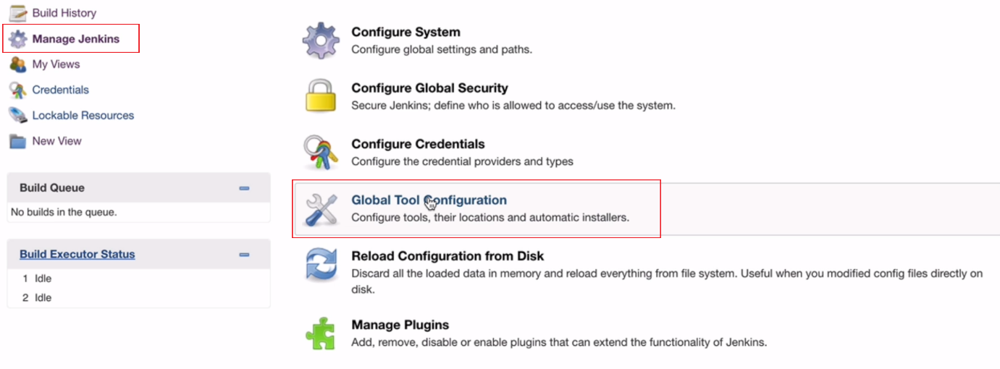 Build History
Manage Jenkins
My Views
Credentials
Lockable Resources
New View
Build Queue
No builds in the queue.
Build Executor Status
1 Idle
2 Idle
Configure System
Configure global settings and paths.
Configure Global Security
Secure Jenkins; define who is allowed to access/use the system.
Configure Credentials
Configure the credential providers and types
Global Tool Configuration
Configure tools, their locations and automatic installers.
Reload Configuration from Disk
Discard all the loaded data in memory and reload everything from file system. Useful when you modified config files directly on
disk.
Manage Plugins
Add, remove, disable or enable plugins that can extend the functionality of Jenkins.